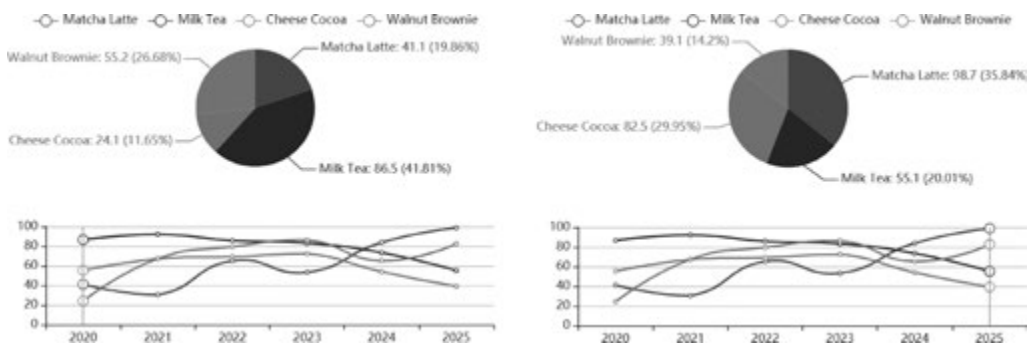 Matcha Latte Milk Tea Cheese Cocoa Walnut Brownie
Walnut Brownie: 55.2 (26.68%)
Matcha Latte: 41.1 (19.86%)
Cheese Cocoa: 24.1 (11.65%)
Milk Tea: 86.5 (41.81%)
100
80
60
40
20
0
2020 2021 2022 2023 2024 2025
Matcha Latte Milk Tea Cheese Cocoa Walnut Brownie
Walnut Brownie: 39.1 (14.2%)
Matcha Latte: 98.7 (35.84%)
Cheese Cocoa: 82.5 (29.95%)
Milk Tea: 55.1 (20.01%)
100
80
60
40
20
0
2020 2021 2022 2023 2024 2025